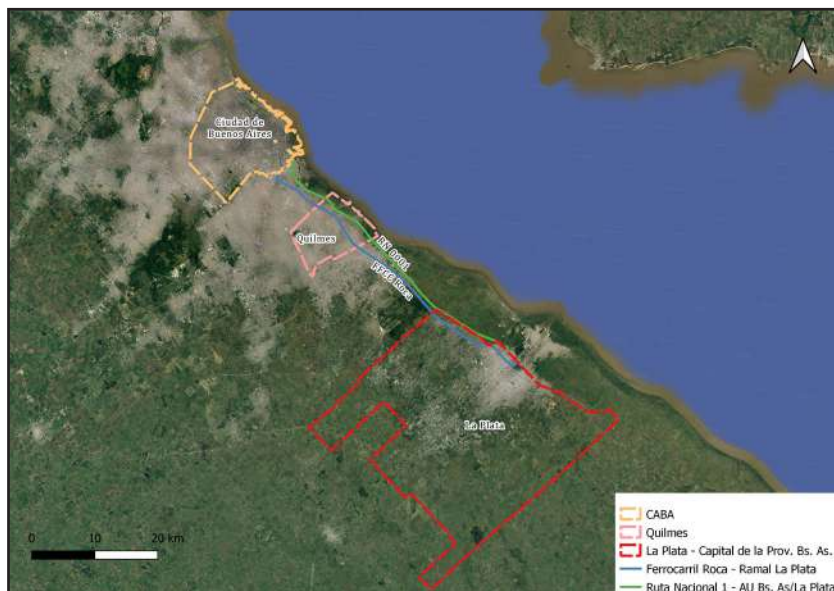 Ciudad de
Buenos Aires
Quilmes
RN 0001
FFCC Roca
La Plata
0 10 20 km
CABA
Quilmes
La Plata - Capital de la Prov. Bs. As.
Ferrocarril Roca - Ramal La Plata
Ruta Nacional 1 - AU Bs. As/La Plata